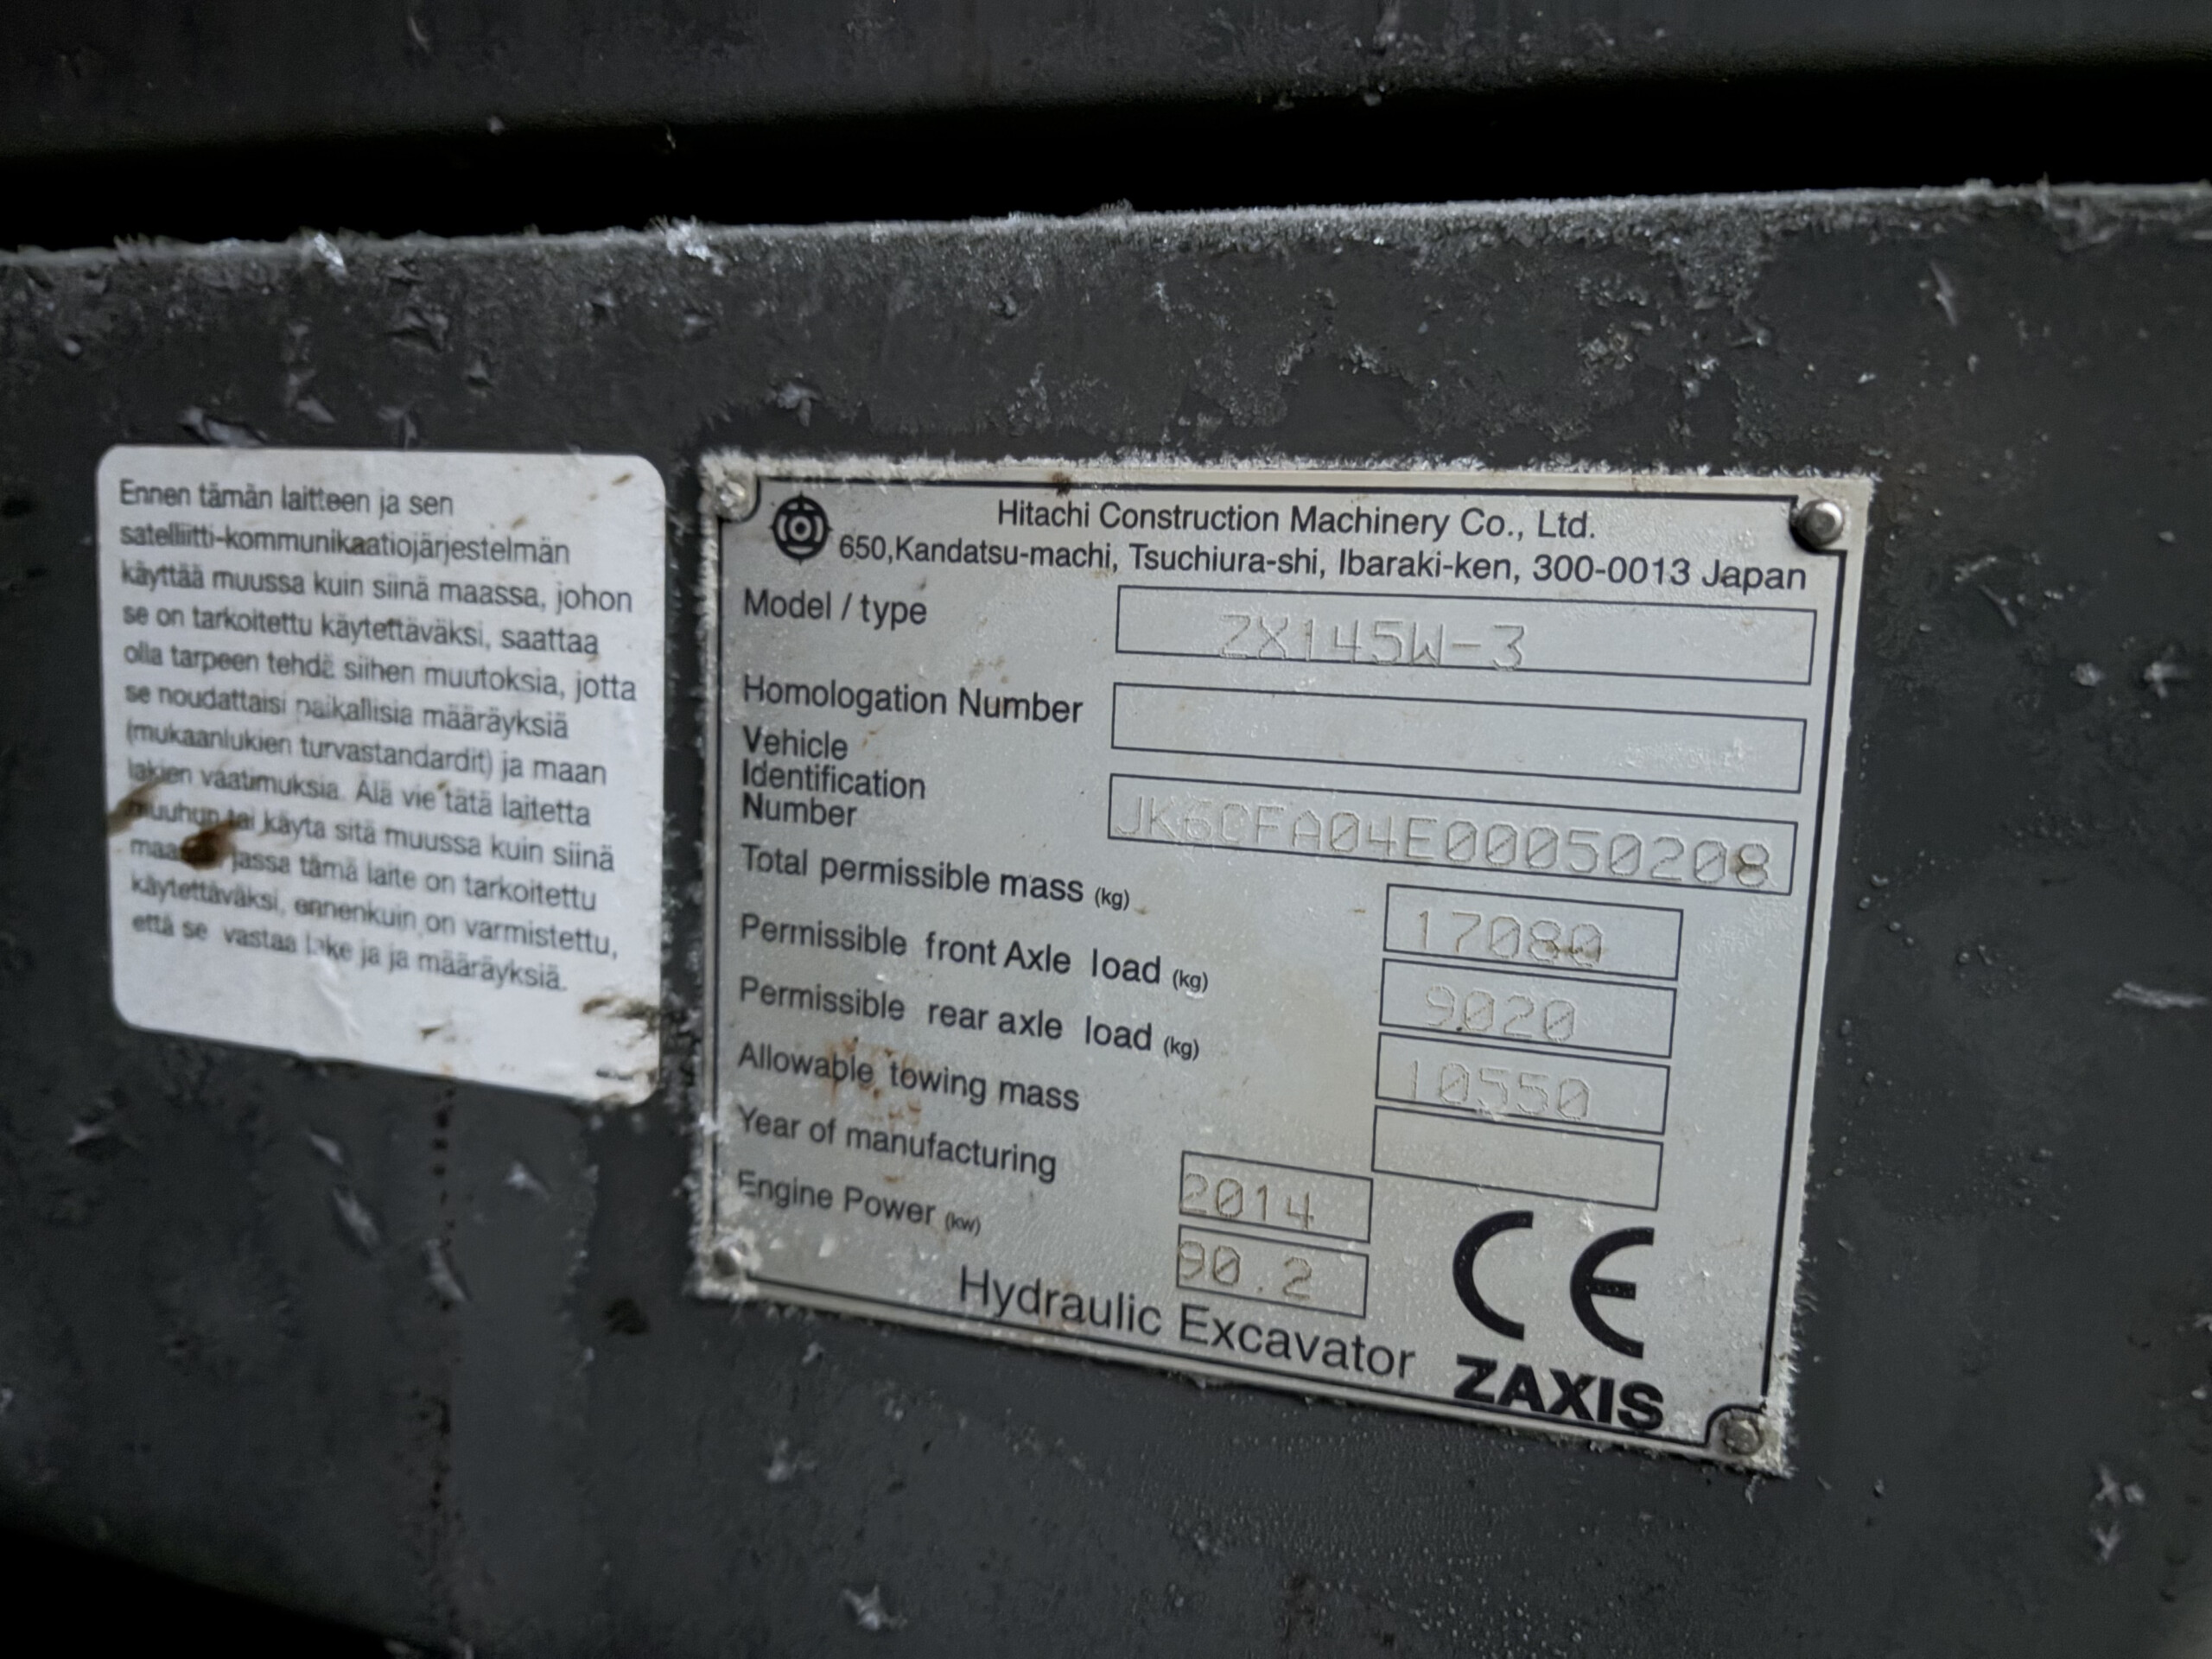 Ennen tämän laitteen ja sen
satelliitti-kommunikaatiojärjestelmän
käyttää muussa kuin siinä maassa, johon
se on tarkoitettu käytettäväksi, saattaa
olla tarpeen tehdä siihen muutoksia, jotta
se noudattaisi paikallisia määräyksiä
(mukaanlukien turvastandardit) ja maan
lakien vaatimuksia. Älä vie tätä laitetta
muuhun tai käytä sitä muussa kuin siinä
jassa tämä laite on tarkoitettu
käytettäväksi, ennenkuin on varmistettu,
että se vastaa ja ja määräyksiä.
Hitachi Construction Machinery Co., Ltd.
650,Kandatsu-machi, Tsuchiura-shi, Ibaraki-ken, 300-0013 Japan
Model / type ZX145W-3
Homologation Number
Vehicle
Identification
Number JK6CFA04E00050208
Total permissible mass (kg) 17080
Permissible front Axle load (kg) 9020
Permissible rear axle load (kg) 10550
Allowable towing mass
Year of manufacturing 2014
Engine Power (kw) 90.2
Hydraulic Excavator
CE
ZAXIS